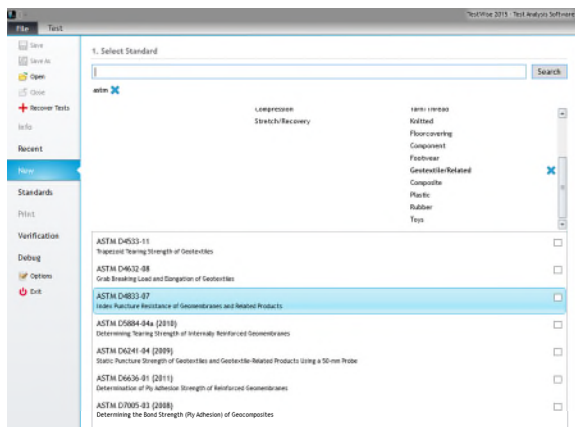 TestWise 2015 - Test Analysis Software
File Test
Save
Save As
Open
Close
Recover Tests
Info
Recent
New
Standards
Print
Verification
Debug
Options
Exit
1. Select Standard
Search
astm
Compression
Stretch/Recovery
Yarn/Thread
Knitted
Floorcovering
Component
Footwear
Geotextile/Related
Composite
Plastic
Rubber
Toys
ASTM D4533-11
Trapezoid Tearing Strength of Geotextiles
ASTM D4632-08
Grab Breaking Load and Elongation of Geotextiles
ASTM D4833-07
Index Puncture Resistance of Geomembranes and Related Products
ASTM D5884-04a (2010)
Determining Tearing Strength of Internally Reinforced Geomembranes
ASTM D6241-04 (2009)
Static Puncture Strength of Geotextiles and Geotextile-Related Products Using a 50-mm Probe
ASTM D6636-01 (2011)
Determination of Ply Adhesion Strength of Reinforced Geomembranes
ASTM D7005-03 (2008)
Determining the Bond Strength (Ply Adhesion) of Geocomposites